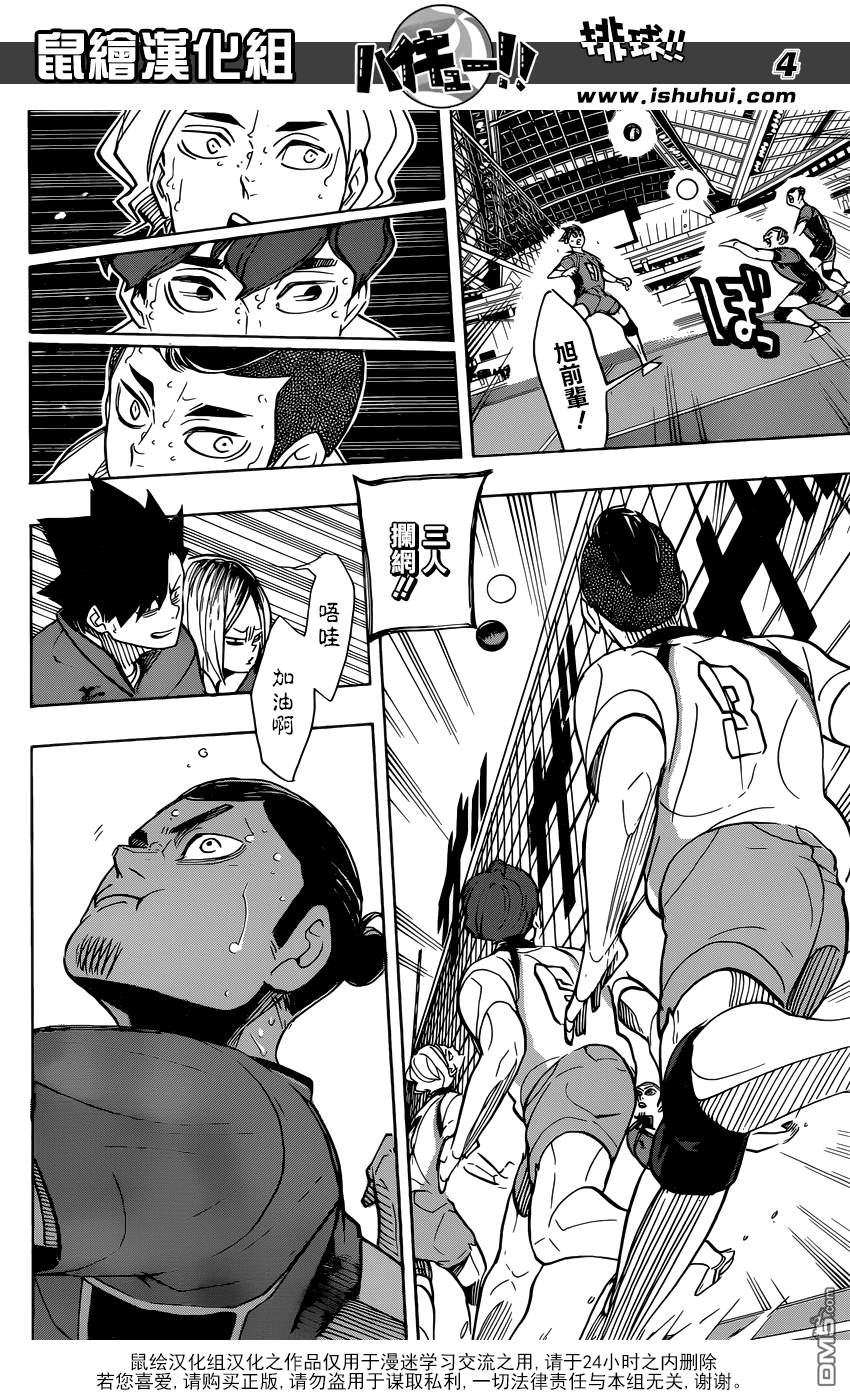 鼠繪漢化組
ハイキュー!!
排球!!
4
www.ishuhui.com
旭前輩！
ぼっ
三人
攔網!!
唔哇
加油啊
3
鼠绘汉化组汉化之作品仅用于漫迷学习交流之用, 请于24小时之内删除
若您喜爱, 请购买正版, 请勿盗用于谋取私利, 一切法律责任与本组无关, 谢谢。
DM5.com